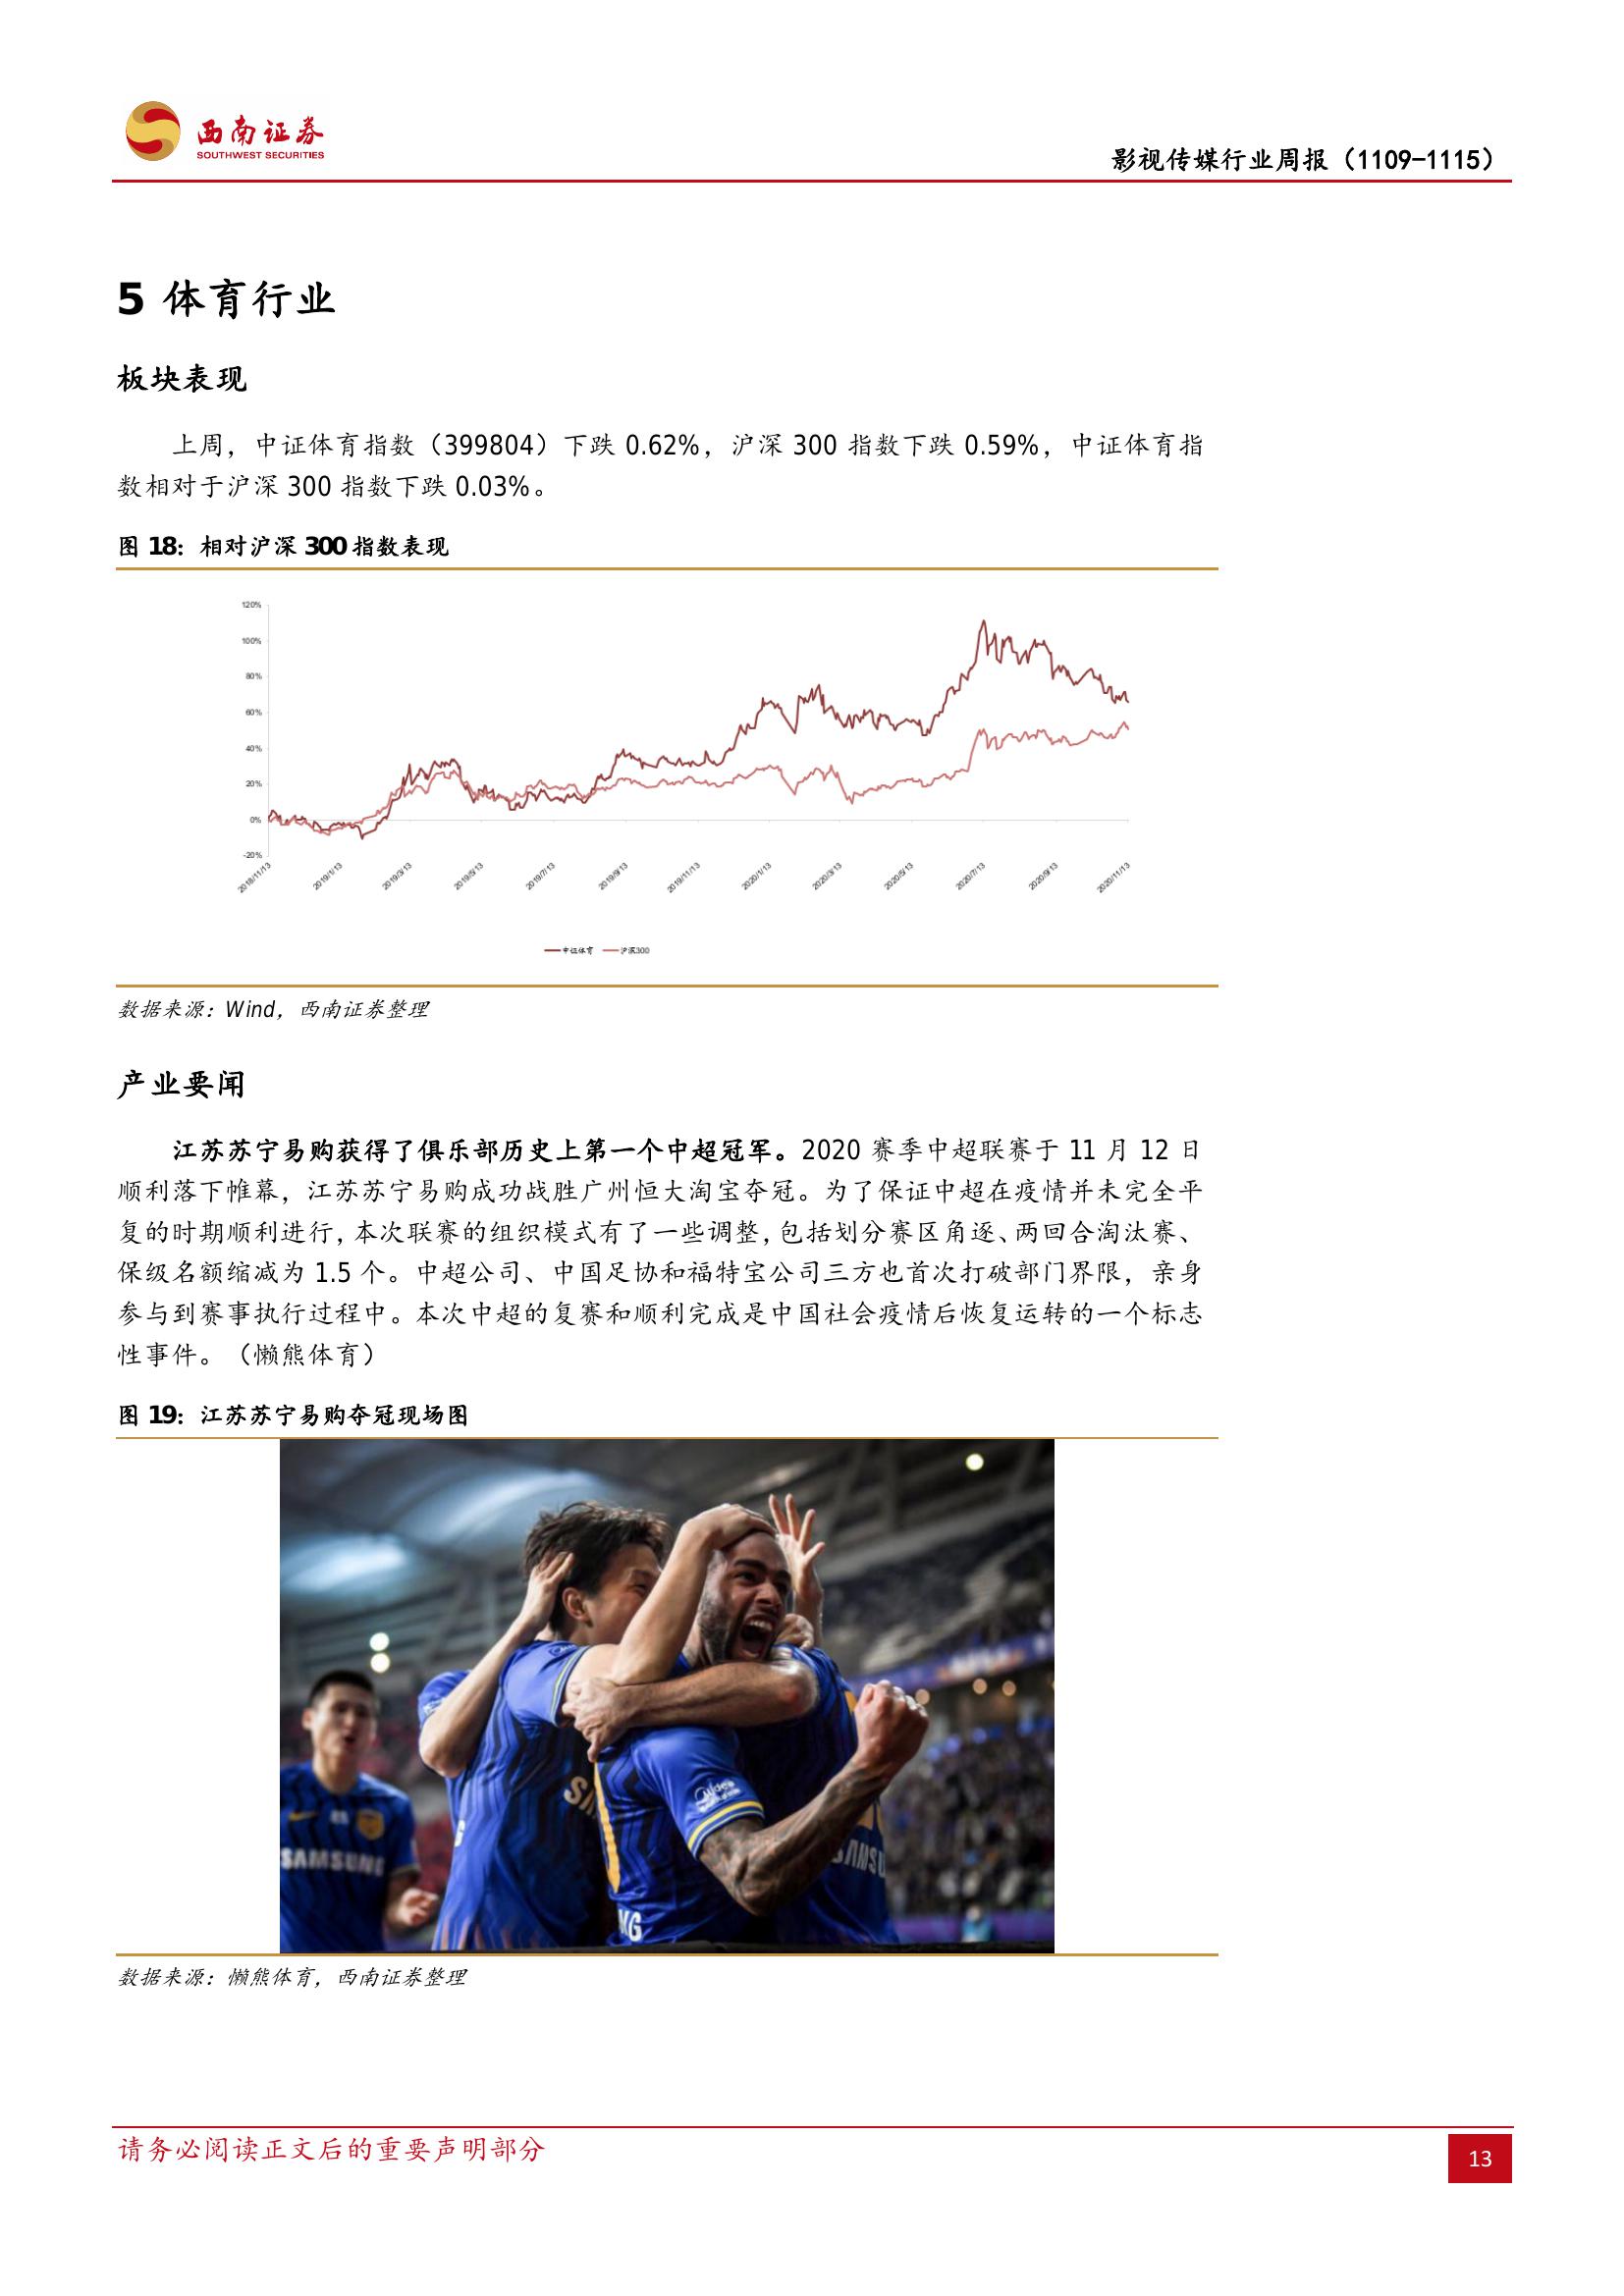 西南证券
SOUTHWEST SECURITIES
影视传媒行业周报（1109-1115）
5 体育行业
板块表现
上周，中证体育指数（399804）下跌 0.62%，沪深 300 指数下跌 0.59%，中证体育指
数相对于沪深 300 指数下跌 0.03%。
图 18：相对沪深 300 指数表现
120%
100%
80%
60%
40%
20%
0%
-20%
2018/11/13 2019/1/13 2019/3/13 2019/5/13 2019/7/13 2019/9/13 2019/11/13 2020/1/13 2020/3/13 2020/5/13 2020/7/13 2020/9/13 2020/11/13
中证体育 沪深300
数据来源：Wind，西南证券整理
产业要闻
江苏苏宁易购获得了俱乐部历史上第一个中超冠军。2020 赛季中超联赛于 11 月 12 日
顺利落下帷幕，江苏苏宁易购成功战胜广州恒大淘宝夺冠。为了保证中超在疫情并未完全平
复的时期顺利进行，本次联赛的组织模式有了一些调整，包括划分赛区角逐、两回合淘汰赛、
保级名额缩减为 1.5 个。中超公司、中国足协和福特宝公司三方也首次打破部门界限，亲身
参与到赛事执行过程中。本次中超的复赛和顺利完成是中国社会疫情后恢复运转的一个标志
性事件。（懒熊体育）
图 19：江苏苏宁易购夺冠现场图
Midea
SAMSUNG
SA
G
SAMSU
NG
数据来源：懒熊体育，西南证券整理
请务必阅读正文后的重要声明部分
13